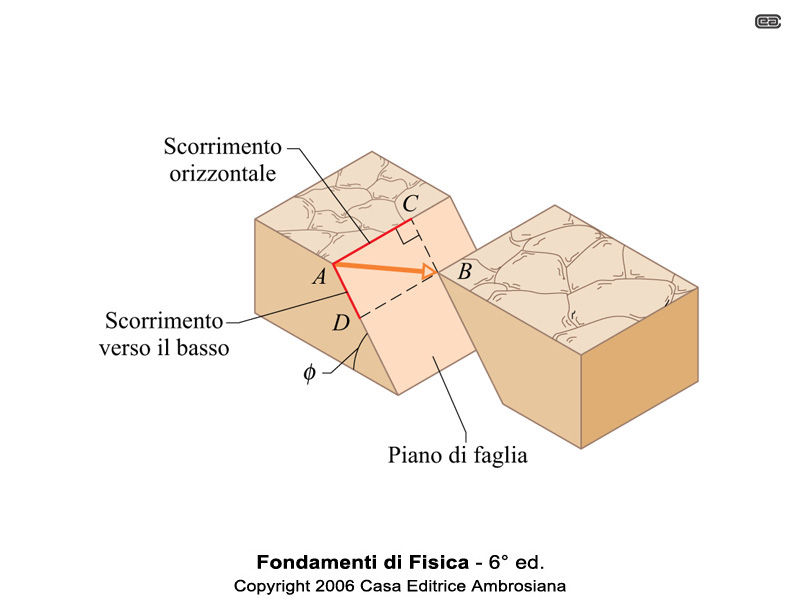 Scorrimento
orizzontale
C
A
B
Scorrimento
verso il basso
D
ϕ
Piano di faglia
Fondamenti di Fisica - 6° ed.
Copyright 2006 Casa Editrice Ambrosiana